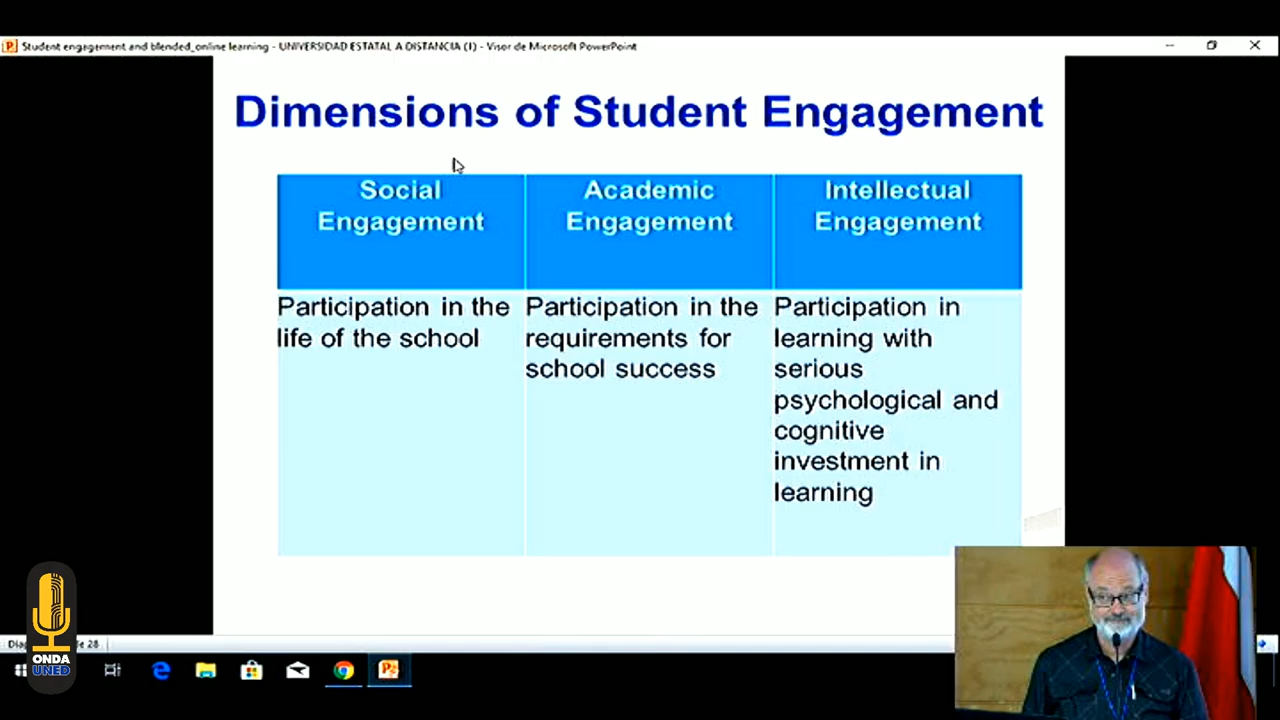 Student engagement and blended_online learning - UNIVERSIDAD ESTATAL A DISTANCIA (1) - Visor de Microsoft PowerPoint
Dimensions of Student Engagement
Social
Engagement
Academic
Engagement
Intellectual
Engagement
Participation in the
life of the school
Participation in the
requirements for
school success
Participation in
learning with
serious
psychological and
cognitive
investment in
learning
28
ONDA
UNED